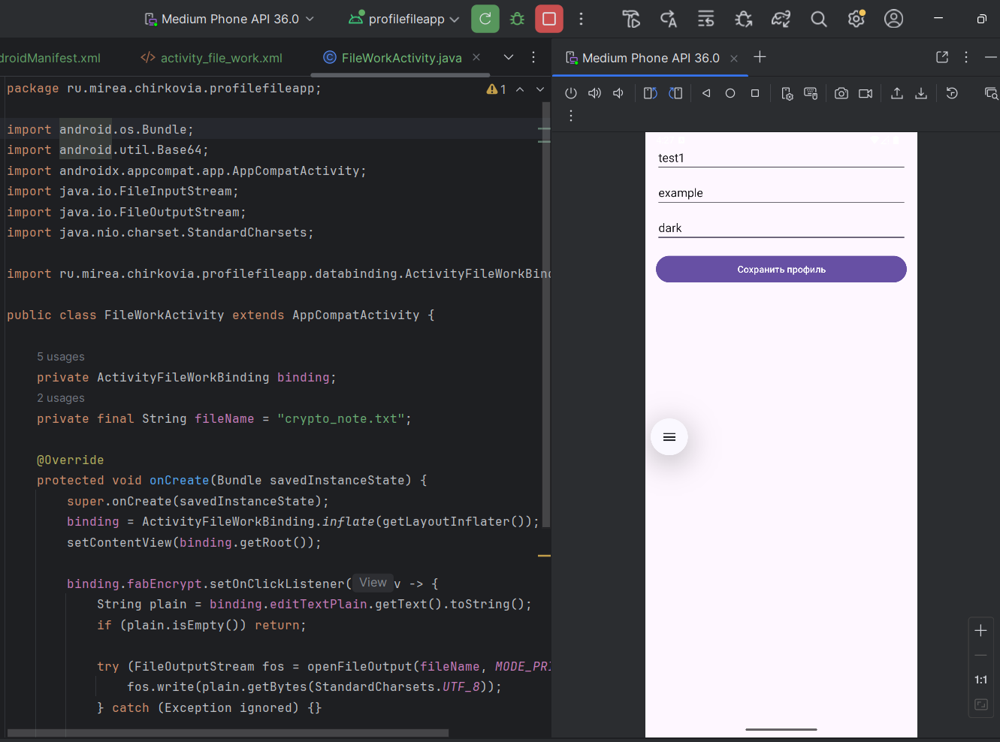 Medium Phone API 36.0
profilefileapp
droidManifest.xml
activity_file_work.xml
FileWorkActivity.java
Medium Phone API 36.0
package ru.mirea.chirkovia.profilefileapp;
1
import android.os.Bundle;
import android.util.Base64;
import androidx.appcompat.app.AppCompatActivity;
import java.io.FileInputStream;
import java.io.FileOutputStream;
import java.nio.charset.StandardCharsets;
import ru.mirea.chirkovia.profilefileapp.databinding.ActivityFileWorkBind
public class FileWorkActivity extends AppCompatActivity {
5 usages
private ActivityFileWorkBinding binding;
2 usages
private final String fileName = "crypto_note.txt";
@Override
protected void onCreate(Bundle savedInstanceState) {
super.onCreate(savedInstanceState);
binding = ActivityFileWorkBinding.inflate(getLayoutInflater());
setContentView(binding.getRoot());
binding.fabEncrypt.setOnClickListener( View v -> {
String plain = binding.editTextPlain.getText().toString();
if (plain.isEmpty()) return;
try (FileOutputStream fos = openFileOutput(fileName, MODE_PRI
fos.write(plain.getBytes(StandardCharsets.UTF_8));
} catch (Exception ignored) {}
test1
example
dark
Сохранить профиль
1:1